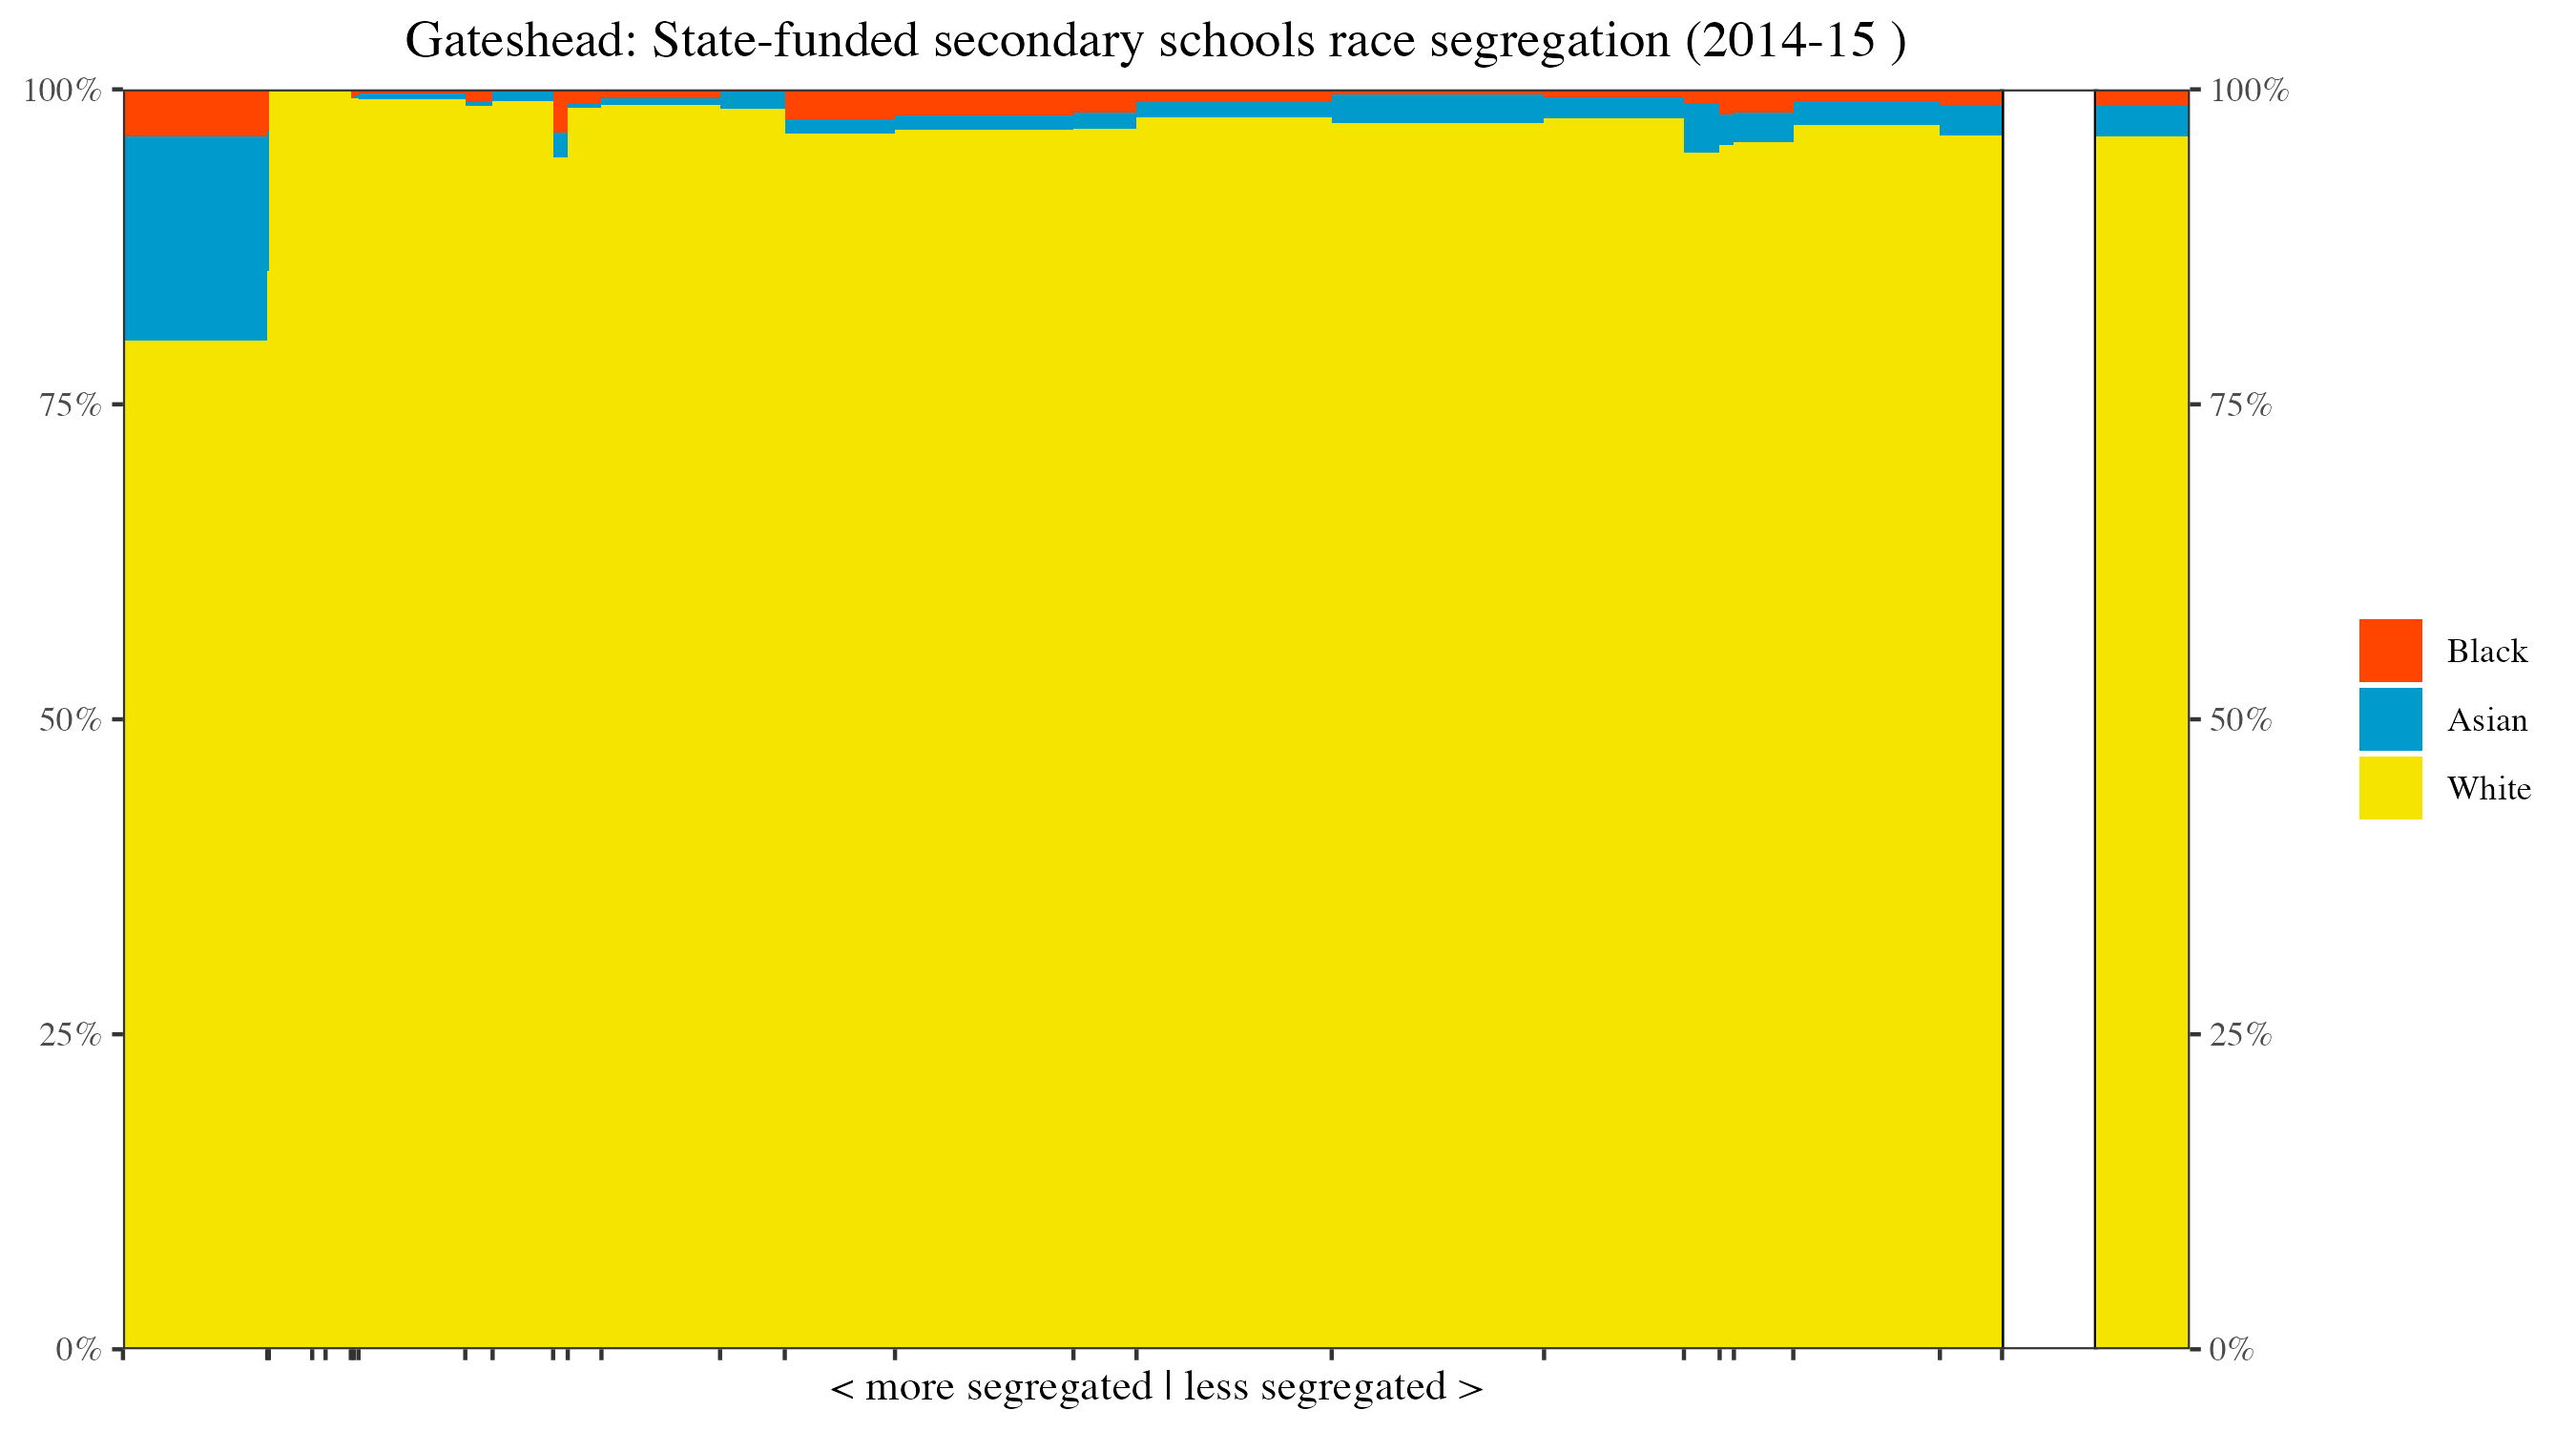 Gateshead: State-funded secondary schools race segregation (2014-15 )
100%
75%
50%
25%
0%
100%
75%
50%
25%
0%
Black
Asian
White
< more segregated | less segregated >